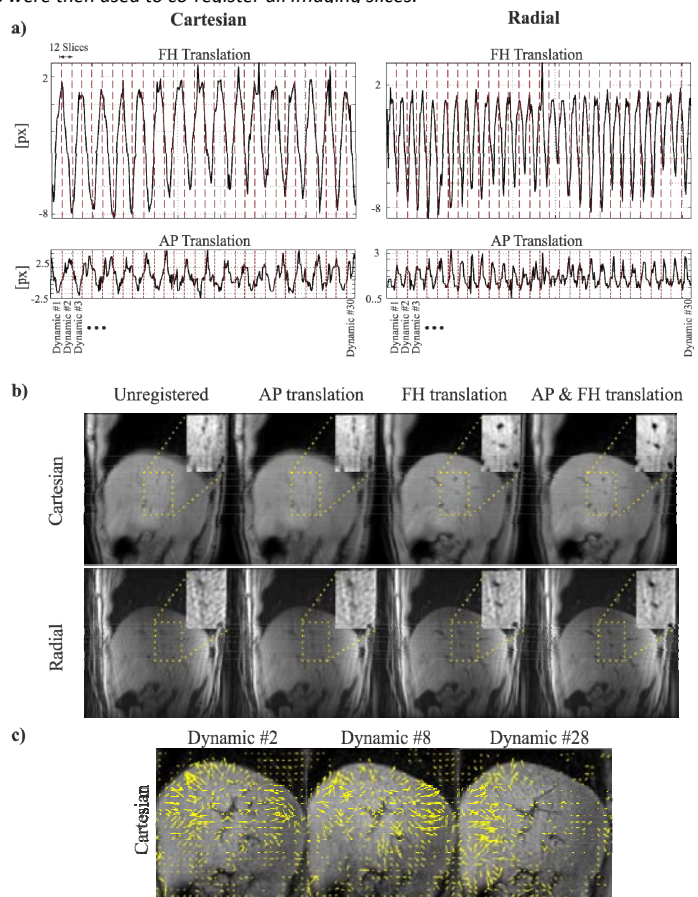 were then used to co-register all imaging slices.
Cartesian
Radial
a)
12 Slices
FH Translation
FH Translation
2
[px]
-8
2
-8
AP Translation
AP Translation
2.5
[px]
-2.5
3
0.5
Dynamic #1
Dynamic #2
Dynamic #3
•••
Dynamic #30
Dynamic #1
Dynamic #2
Dynamic #3
•••
Dynamic #30
b)
Unregistered
AP translation
FH translation
AP & FH translation
Cartesian
Radial
c)
Dynamic #2
Dynamic #8
Dynamic #28
Cartesian